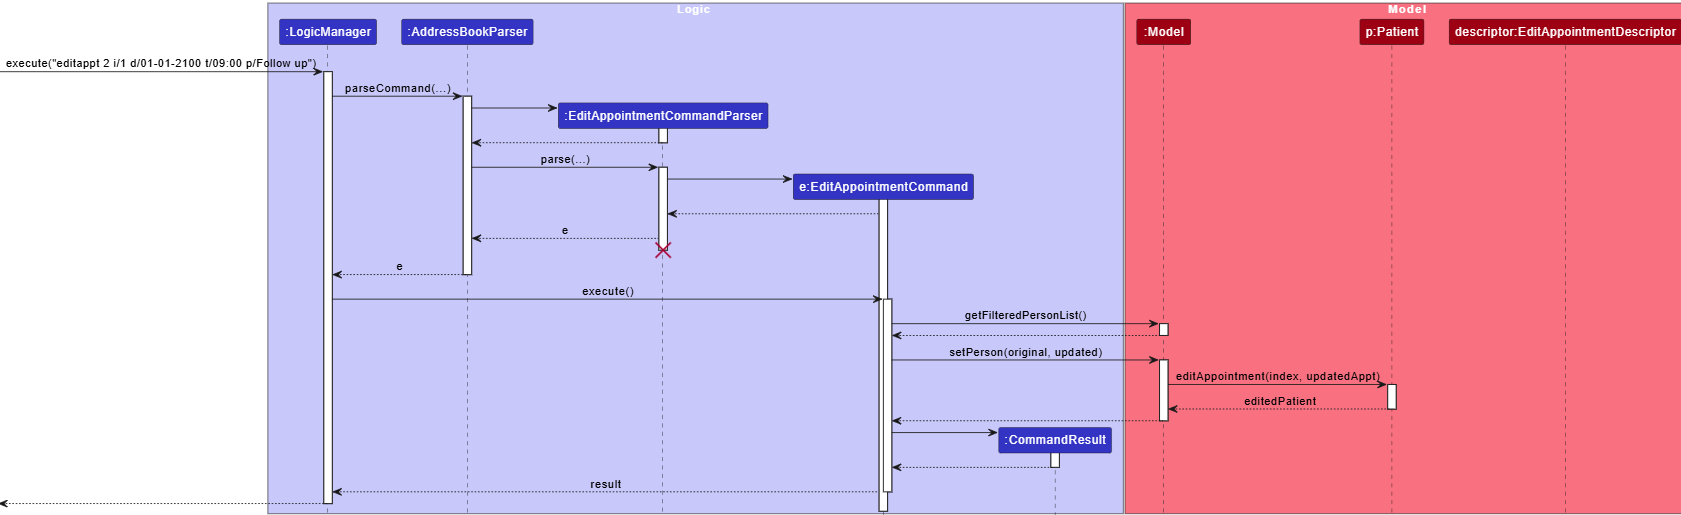 Logic
Model
:LogicManager
:AddressBookParser
:Model
p:Patient
descriptor:EditAppointmentDescriptor
execute("editappt 2 i/1 d/01-01-2100 t/09:00 p/Follow up")
parseCommand(...)
:EditAppointmentCommandParser
parse(...)
e:EditAppointmentCommand
e
e
execute()
getFilteredPersonList()
setPerson(original, updated)
editAppointment(index, updatedAppt)
editedPatient
:CommandResult
result